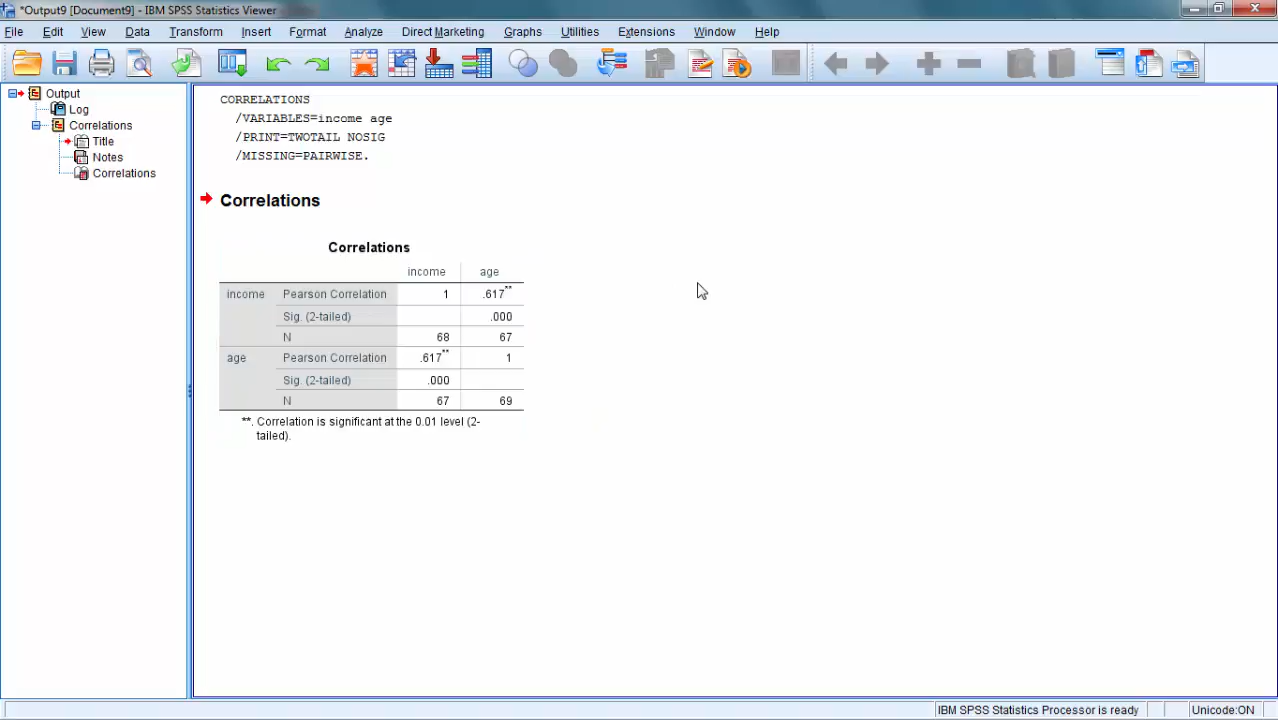 *Output9 [Document9] - IBM SPSS Statistics Viewer
File Edit View Data Transform Insert Format Analyze Direct Marketing Graphs Utilities Extensions Window Help
Output
Log
Correlations
Title
Notes
Correlations
CORRELATIONS
/VARIABLES=income age
/PRINT=TWOTAIL NOSIG
/MISSING=PAIRWISE.
Correlations
Correlations
income age
income Pearson Correlation 1 .617**
Sig. (2-tailed) .000
N 68 67
age Pearson Correlation .617** 1
Sig. (2-tailed) .000
N 67 69
**. Correlation is significant at the 0.01 level (2-
tailed).
IBM SPSS Statistics Processor is ready Unicode:ON